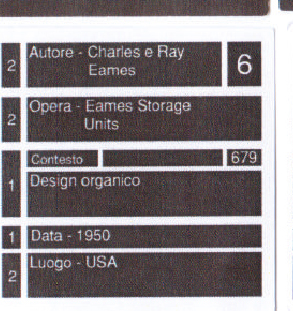 2 Autore - Charles e Ray 6
Eames
2 Opera - Eames Storage
Units
Contesto 679
1 Design organico
1 Data - 1950
2 Luogo - USA